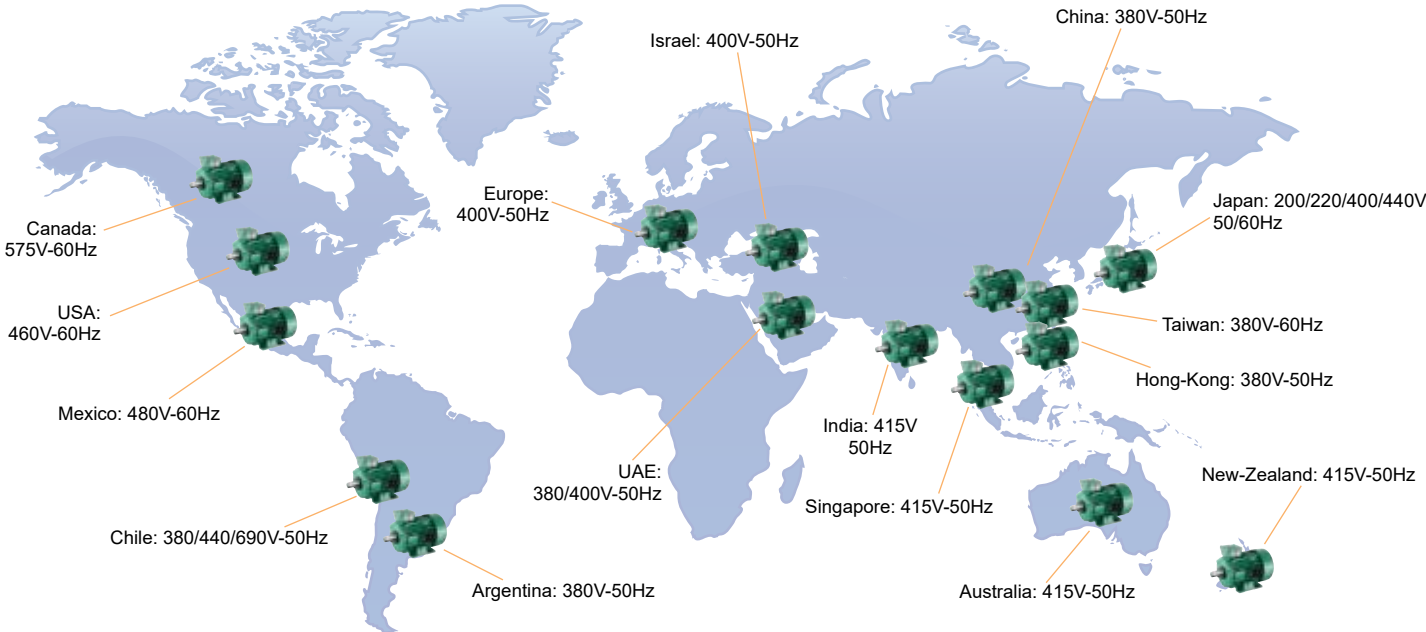 China: 380V-50Hz
Israel: 400V-50Hz
Europe:
400V-50Hz
Japan: 200/220/400/440V
50/60Hz
Canada:
575V-60Hz
USA:
460V-60Hz
Taiwan: 380V-60Hz
Hong-Kong: 380V-50Hz
Mexico: 480V-60Hz
India: 415V
50Hz
UAE:
380/400V-50Hz
New-Zealand: 415V-50Hz
Singapore: 415V-50Hz
Chile: 380/440/690V-50Hz
Argentina: 380V-50Hz
Australia: 415V-50Hz